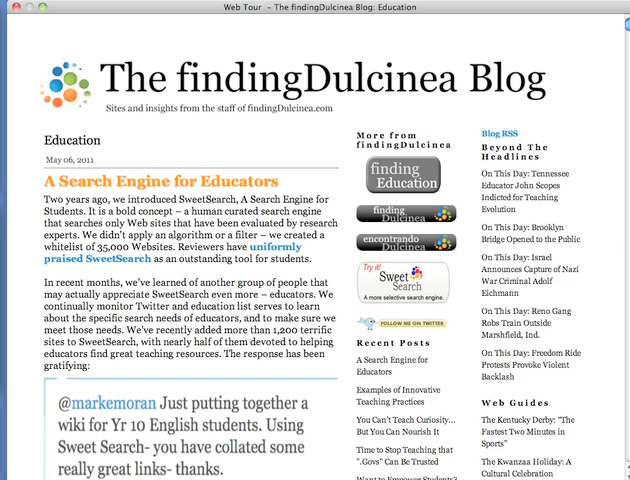 Web Tour - The findingDulcinea Blog: Education
The findingDulcinea Blog
Sites and insights from the staff of findingDulcinea.com
Education
May 06, 2011
A Search Engine for Educators
Two years ago, we introduced SweetSearch, A Search Engine for
Students. It is a bold concept – a human curated search engine
that searches only Web sites that have been evaluated by research
experts. We didn't apply an algorithm or a filter – we created a
whitelist of 35,000 Websites. Reviewers have uniformly
praised SweetSearch as an outstanding tool for students.
In recent months, we've learned of another group of people that
may actually appreciate SweetSearch even more – educators. We
continually monitor Twitter and education list serves to learn
about the specific search needs of educators, and to make sure we
meet those needs. We've recently added more than 1,200 terrific
sites to SweetSearch, with nearly half of them devoted to helping
educators find great teaching resources. The response has been
gratifying:
@markemoran Just putting together a
wiki for Yr 10 English students. Using
Sweet Search- you have collated some
really great links- thanks.
More from
findingDulcinea
finding
Education
finding
Dulcinea
encontrando
Dulcinea
Try it!
Sweet
Search
A more selective search engine.
FOLLOW ME ON TWITTER
Recent Posts
A Search Engine for
Educators
Examples of Innovative
Teaching Practices
You Can't Teach Curiosity...
But You Can Nourish It
Time to Stop Teaching that
".Govs" Can Be Trusted
Want to Empower Students?
Blog RSS
Beyond The
Headlines
On This Day: Tennessee
Educator John Scopes
Indicted for Teaching
Evolution
On This Day: Brooklyn
Bridge Opened to the Public
On This Day: Israel
Announces Capture of Nazi
War Criminal Adolf
Eichmann
On This Day: Reno Gang
Robs Train Outside
Marshfield, Ind.
On This Day: Freedom Ride
Protests Provoke Violent
Backlash
Web Guides
The Kentucky Derby: "The
Fastest Two Minutes in
Sports"
The Kwanzaa Holiday: A
Cultural Celebration